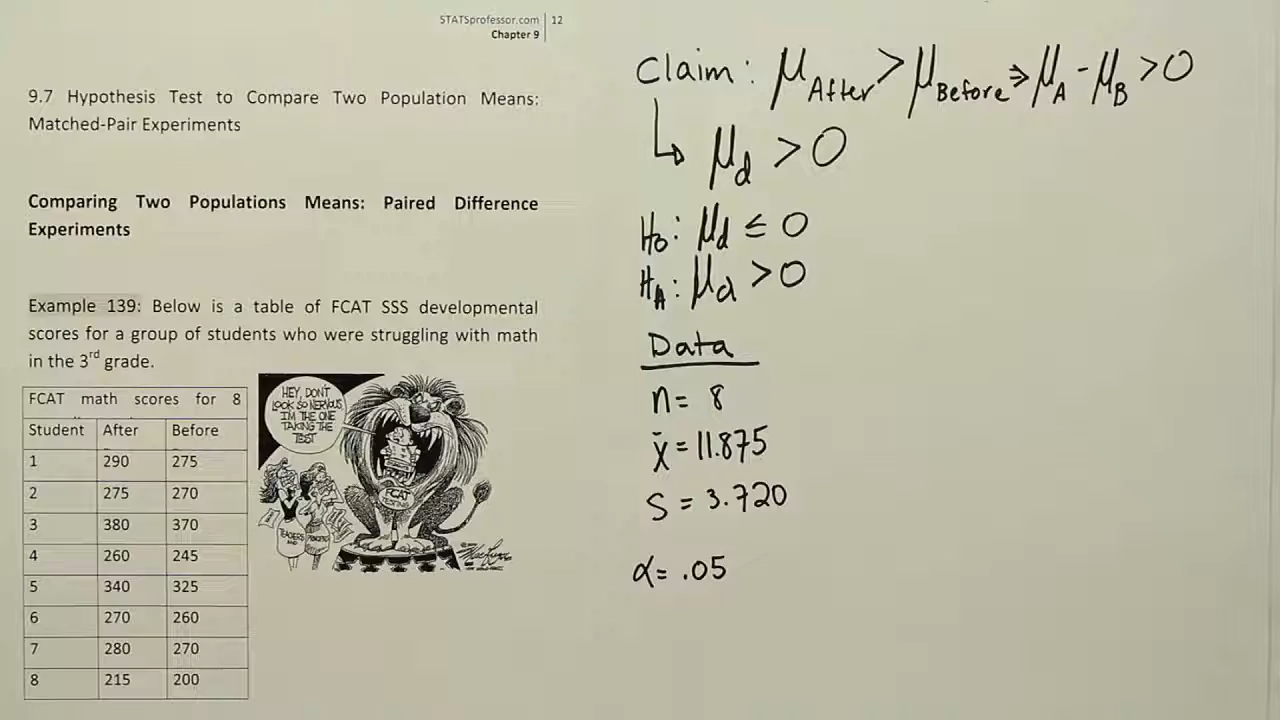 STATSprofessor.com 12
Chapter 9
9.7 Hypothesis Test to Compare Two Population Means:
Matched-Pair Experiments
Comparing Two Populations Means: Paired Difference
Experiments
Example 139: Below is a table of FCAT SSS developmental
scores for a group of students who were struggling with math
in the 3rd grade.
FCAT math scores for 8
Student After Before
1 290 275
2 275 270
3 380 370
4 260 245
5 340 325
6 270 260
7 280 270
8 215 200
HEY, DON'T
LOOK SO NERVOUS,
I'M THE ONE
TAKING THE
TEST
FCAT
TESTING
TEACHERS
AND
Claim: μAfter > μBefore ⇒ μA - μB > 0
↳ μd > 0
H0: μd ≤ 0
HA: μd > 0
Data
n = 8
x̄ = 11.875
S = 3.720
α = .05